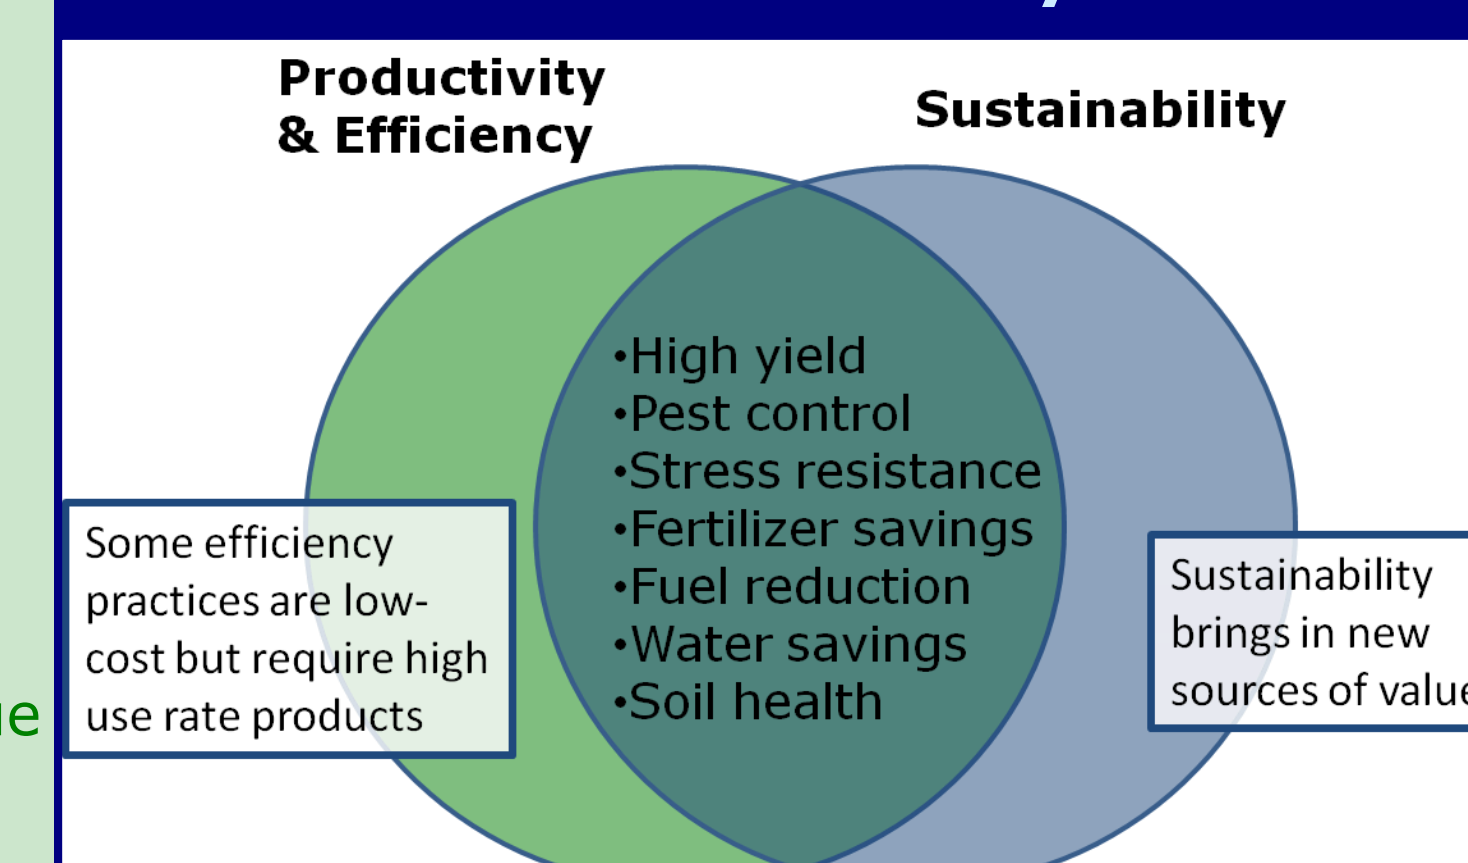 Productivity
& Efficiency
Sustainability
•High yield
•Pest control
•Stress resistance
•Fertilizer savings
•Fuel reduction
•Water savings
•Soil health
Some efficiency
practices are low-
cost but require high
use rate products
Sustainability
brings in new
sources of value